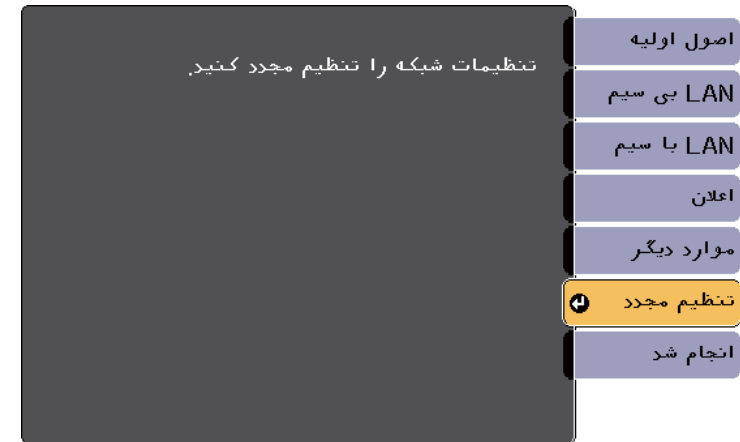 اصول اولیه
LAN بی سیم
LAN با سیم
اعلان
موارد دیگر
تنظیم مجدد
انجام شد
تنظیمات شبکه را تنظیم مجدد کنید.